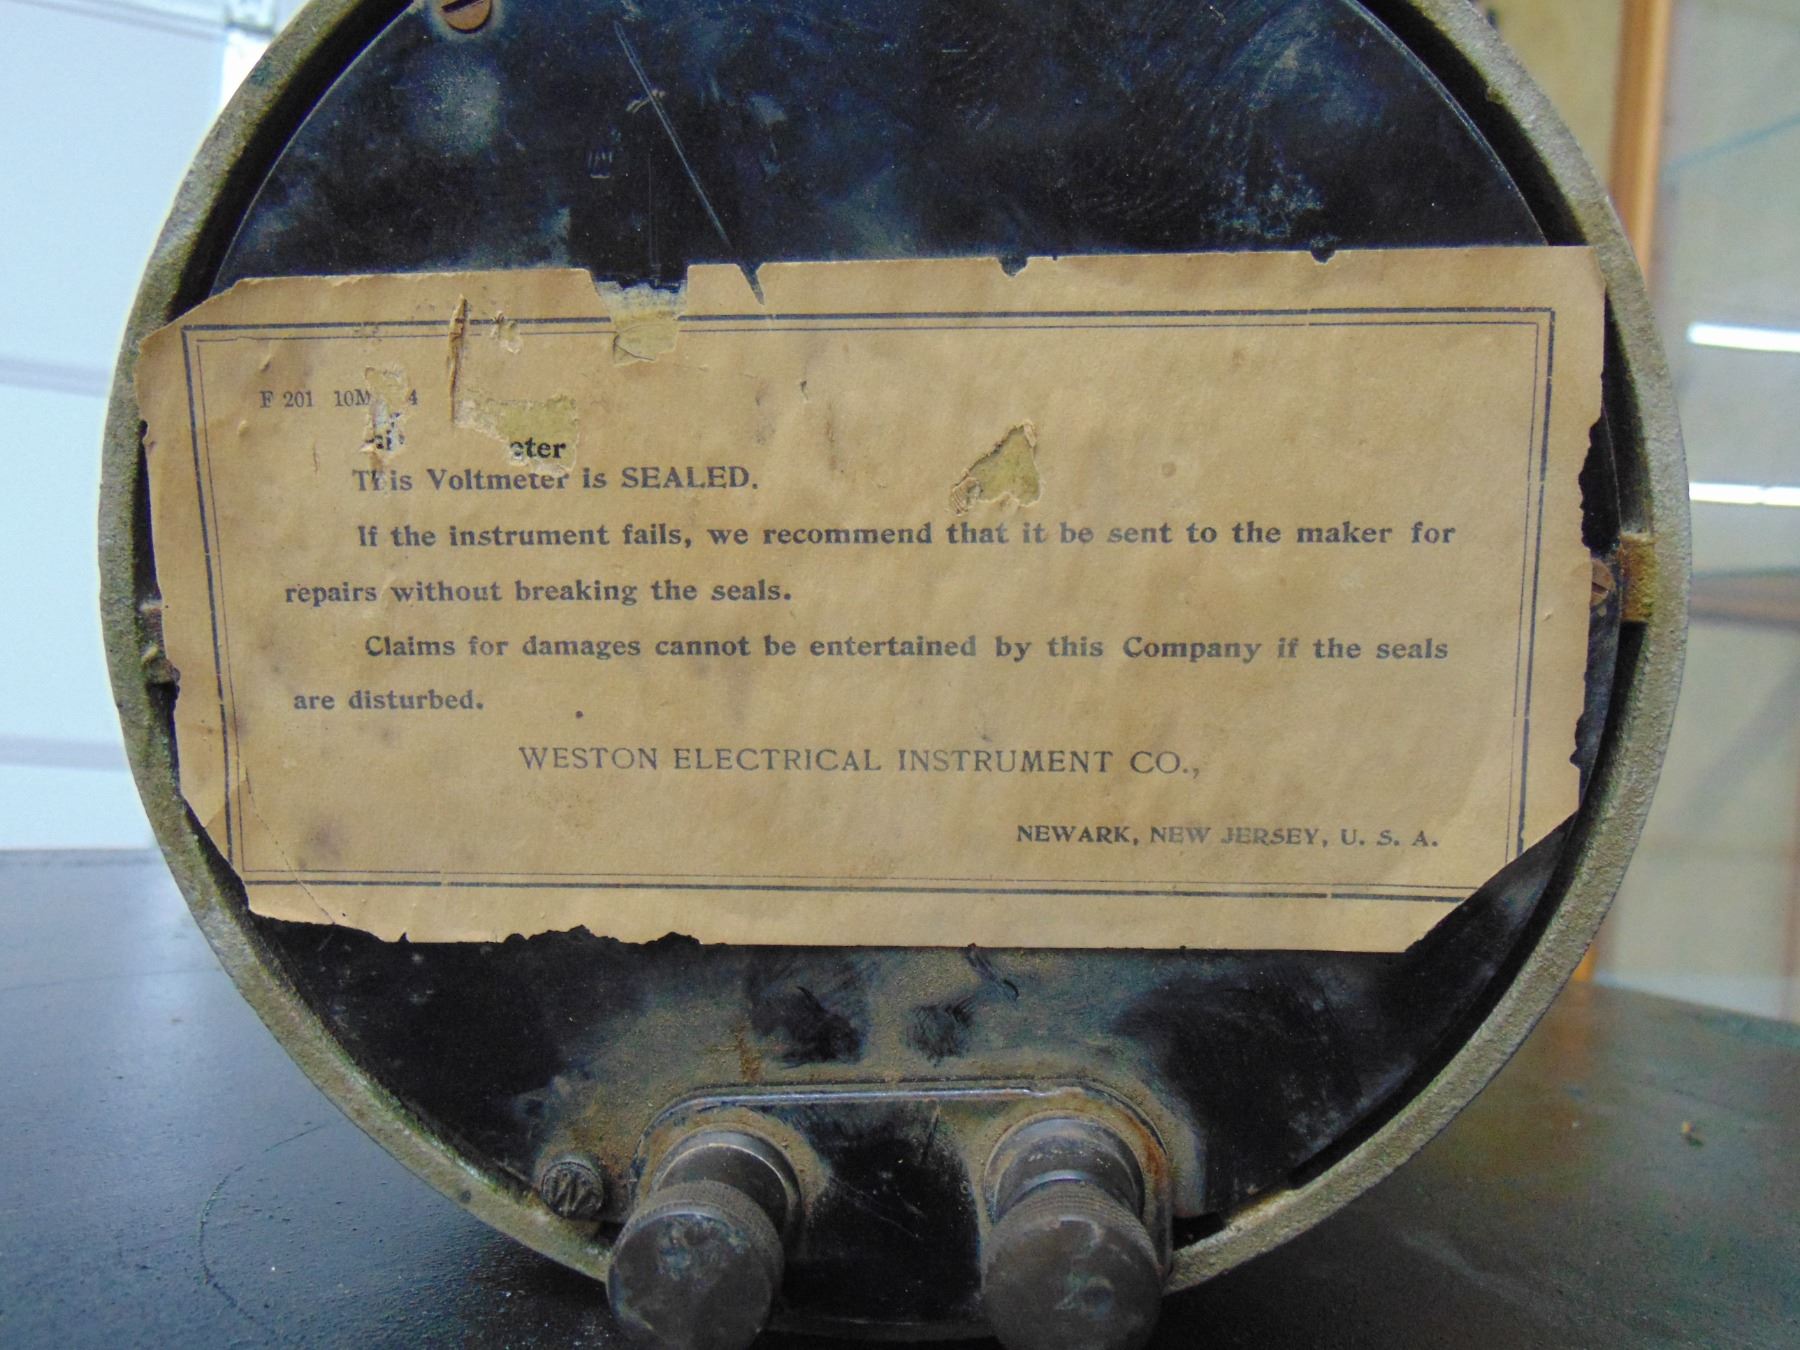 F 201 10M 4
eter
This Voltmeter is SEALED.
If the instrument fails, we recommend that it be sent to the maker for
repairs without breaking the seals.
Claims for damages cannot be entertained by this Company if the seals
are disturbed.
WESTON ELECTRICAL INSTRUMENT CO.,
NEWARK, NEW JERSEY, U. S. A.
W